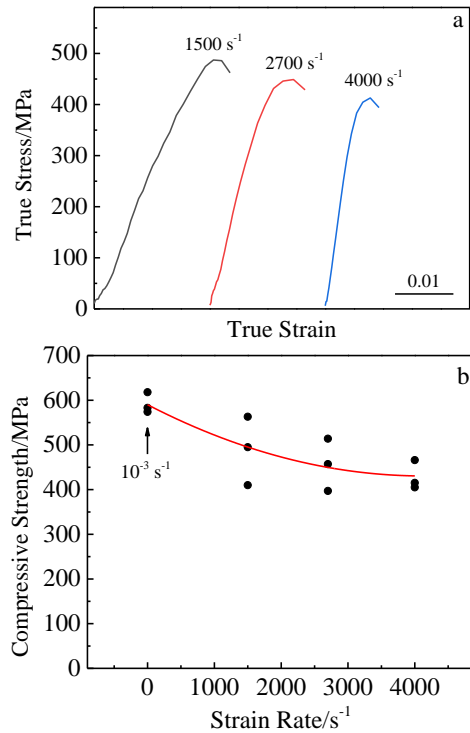 a
1500 s⁻¹
2700 s⁻¹
4000 s⁻¹
500
400
300
200
100
0
True Stress/MPa
0.01
True Strain
b
700
600
500
400
300
200
100
0
Compressive Strength/MPa
10⁻³ s⁻¹
0 1000 2000 3000 4000
Strain Rate/s⁻¹